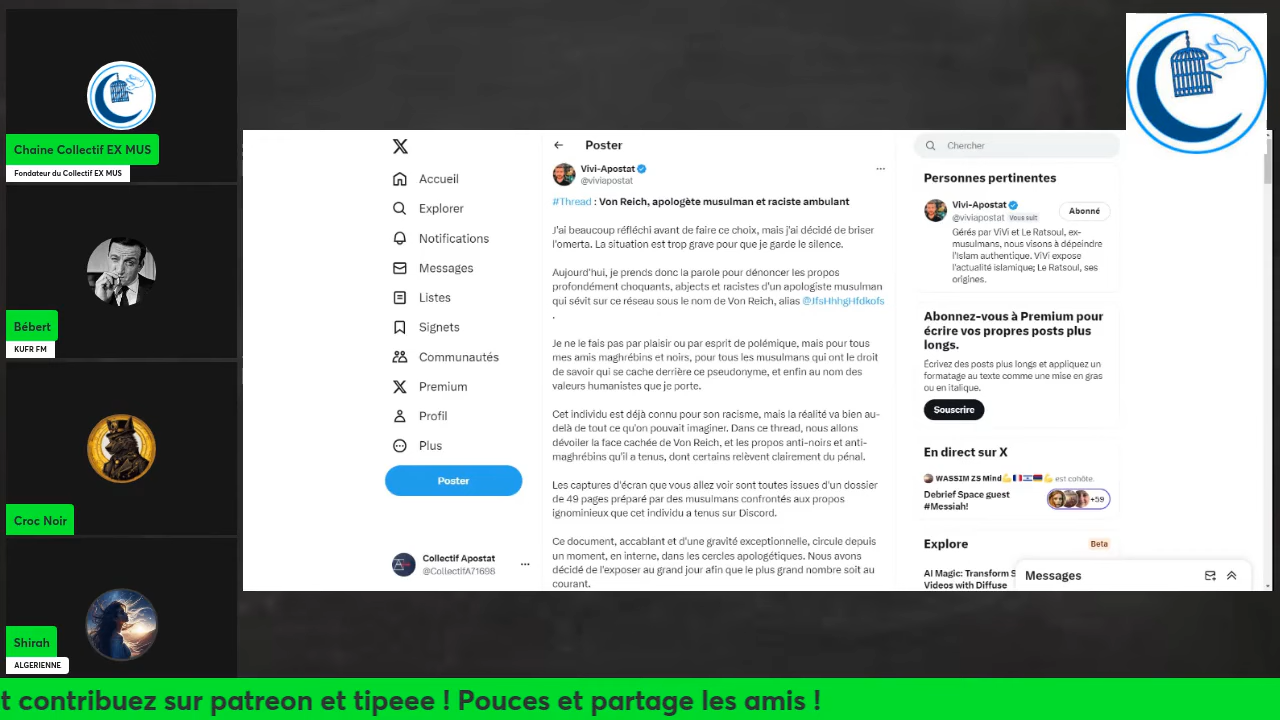 Chaine Collectif EX MUS
Fondateur du Collectif EX MUS
Bébert
KUFR FM
Croc Noir
Shirah
ALGERIENNE
Accueil
Explorer
Notifications
Messages
Listes
Signets
Communautés
Premium
Profil
Plus
Poster
Collectif Apostat
@CollectifA71698
Poster
Vivi-Apostat
@viviapostat
#Thread : Von Reich, apologète musulman et raciste ambulant
J'ai beaucoup réfléchi avant de faire ce choix, mais j'ai décidé de briser
l'omerta. La situation est trop grave pour que je garde le silence.
Aujourd'hui, je prends donc la parole pour dénoncer les propos
profondément choquants, abjects et racistes d'un apologiste musulman
qui sévit sur ce réseau sous le nom de Von Reich, alias @JfsHhhgHfdkofs
.
Je ne le fais pas par plaisir ou par esprit de polémique, mais pour tous
mes amis maghrébins et noirs, pour tous les musulmans qui ont le droit
de savoir qui se cache derrière ce pseudonyme, et enfin au nom des
valeurs humanistes que je porte.
Cet individu est déjà connu pour son racisme, mais la réalité va bien au-
delà de tout ce qu'on pouvait imaginer. Dans ce thread, nous allons
dévoiler la face cachée de Von Reich, et les propos anti-noirs et anti-
maghrébins qu'il a tenus, dont certains relèvent clairement du pénal.
Les captures d'écran que vous allez voir sont toutes issues d'un dossier
de 49 pages préparé par des musulmans confrontés aux propos
ignominieux que cet individu a tenus sur Discord.
Ce document, accablant et d'une gravité exceptionnelle, circule depuis
un moment, en interne, dans les cercles apologétiques. Nous avons
décidé de l'exposer au grand jour afin que le plus grand nombre soit au
courant.
Chercher
Personnes pertinentes
Vivi-Apostat
@viviapostat Vous suit
Abonné
Gérés par ViVi et Le Ratsoul, ex-
musulmans, nous visons à dépeindre
l'Islam authentique. ViVi expose
l'actualité islamique; Le Ratsoul, ses
origines.
Abonnez-vous à Premium pour
écrire vos propres posts plus
longs.
Écrivez des posts plus longs et appliquez un
formatage au texte comme une mise en gras
ou en italique.
Souscrire
En direct sur X
WASSIM ZS Mind est cohôte.
Debrief Space guest
#Messiah!
+59
Explore
Beta
AI Magic: Transform S
Videos with Diffuse
Messages
t contribuez sur patreon et tipeee ! Pouces et partage les amis !